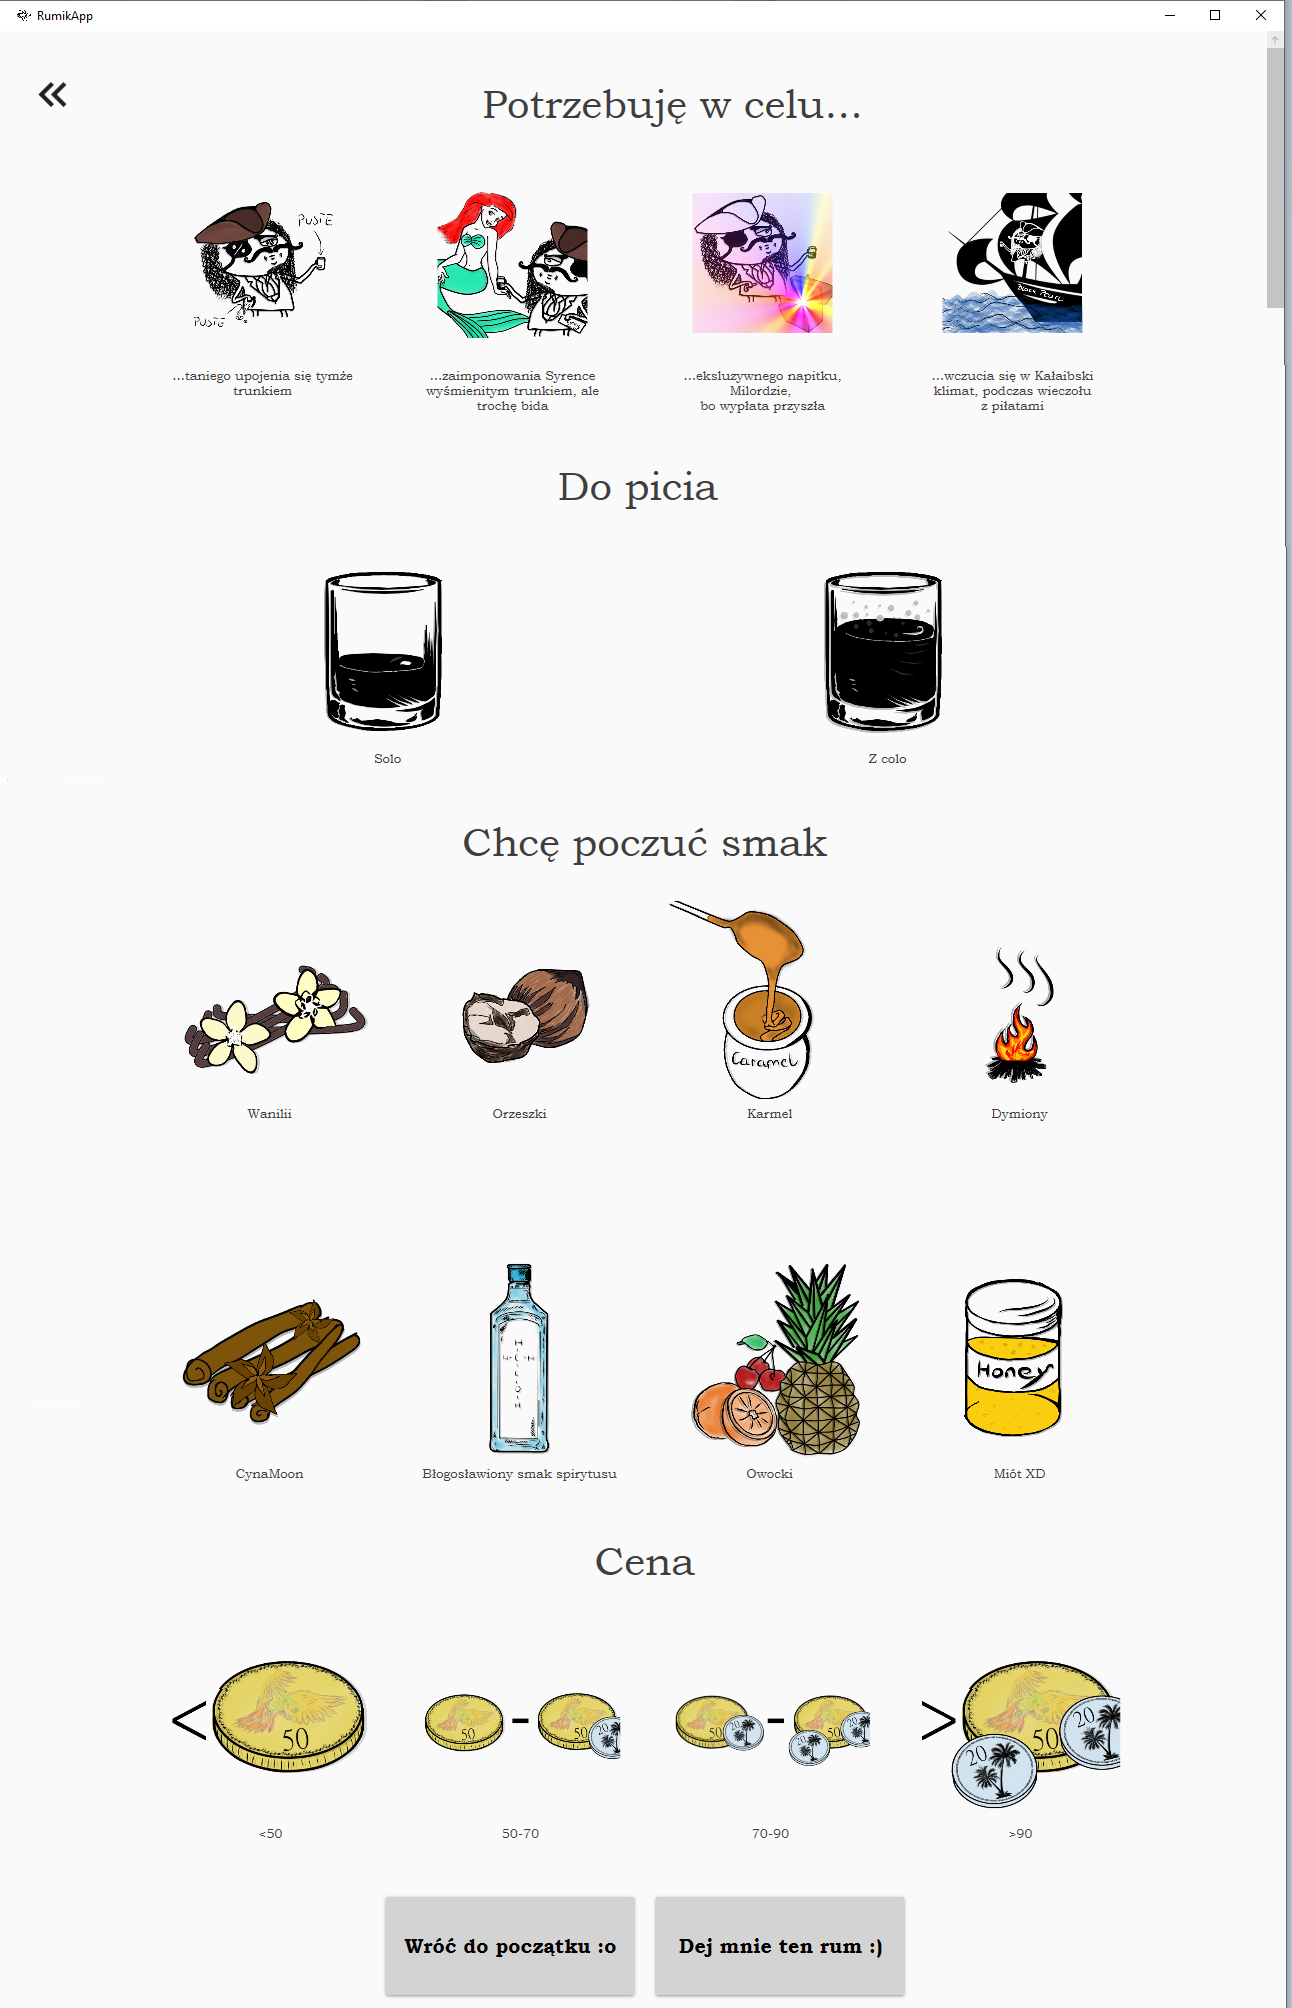 RumikApp
Potrzebuję w celu...
PUSTE
PUSTE
...taniego upojenia się tymże
trunkiem
...zaimponowania Syrence
wyśmienitym trunkiem, ale
trochę bida
...eksluzywnego napitku,
Milordzie,
bo wypłata przyszła
...wczucia się w Kałaibski
klimat, podczas wieczołu
z piłatami
Do picia
Solo
Z colo
Chcę poczuć smak
Caramel
Wanilii
Orzeszki
Karmel
Dymiony
Honey
CynaMoon
Błogosławiony smak spirytusu
Owocki
Miót XD
Cena
< 50
50 - 50 20
50 20 - 50 20 20
> 50 20 20
<50
50-70
70-90
>90
Wróć do początku :o
Dej mnie ten rum :)